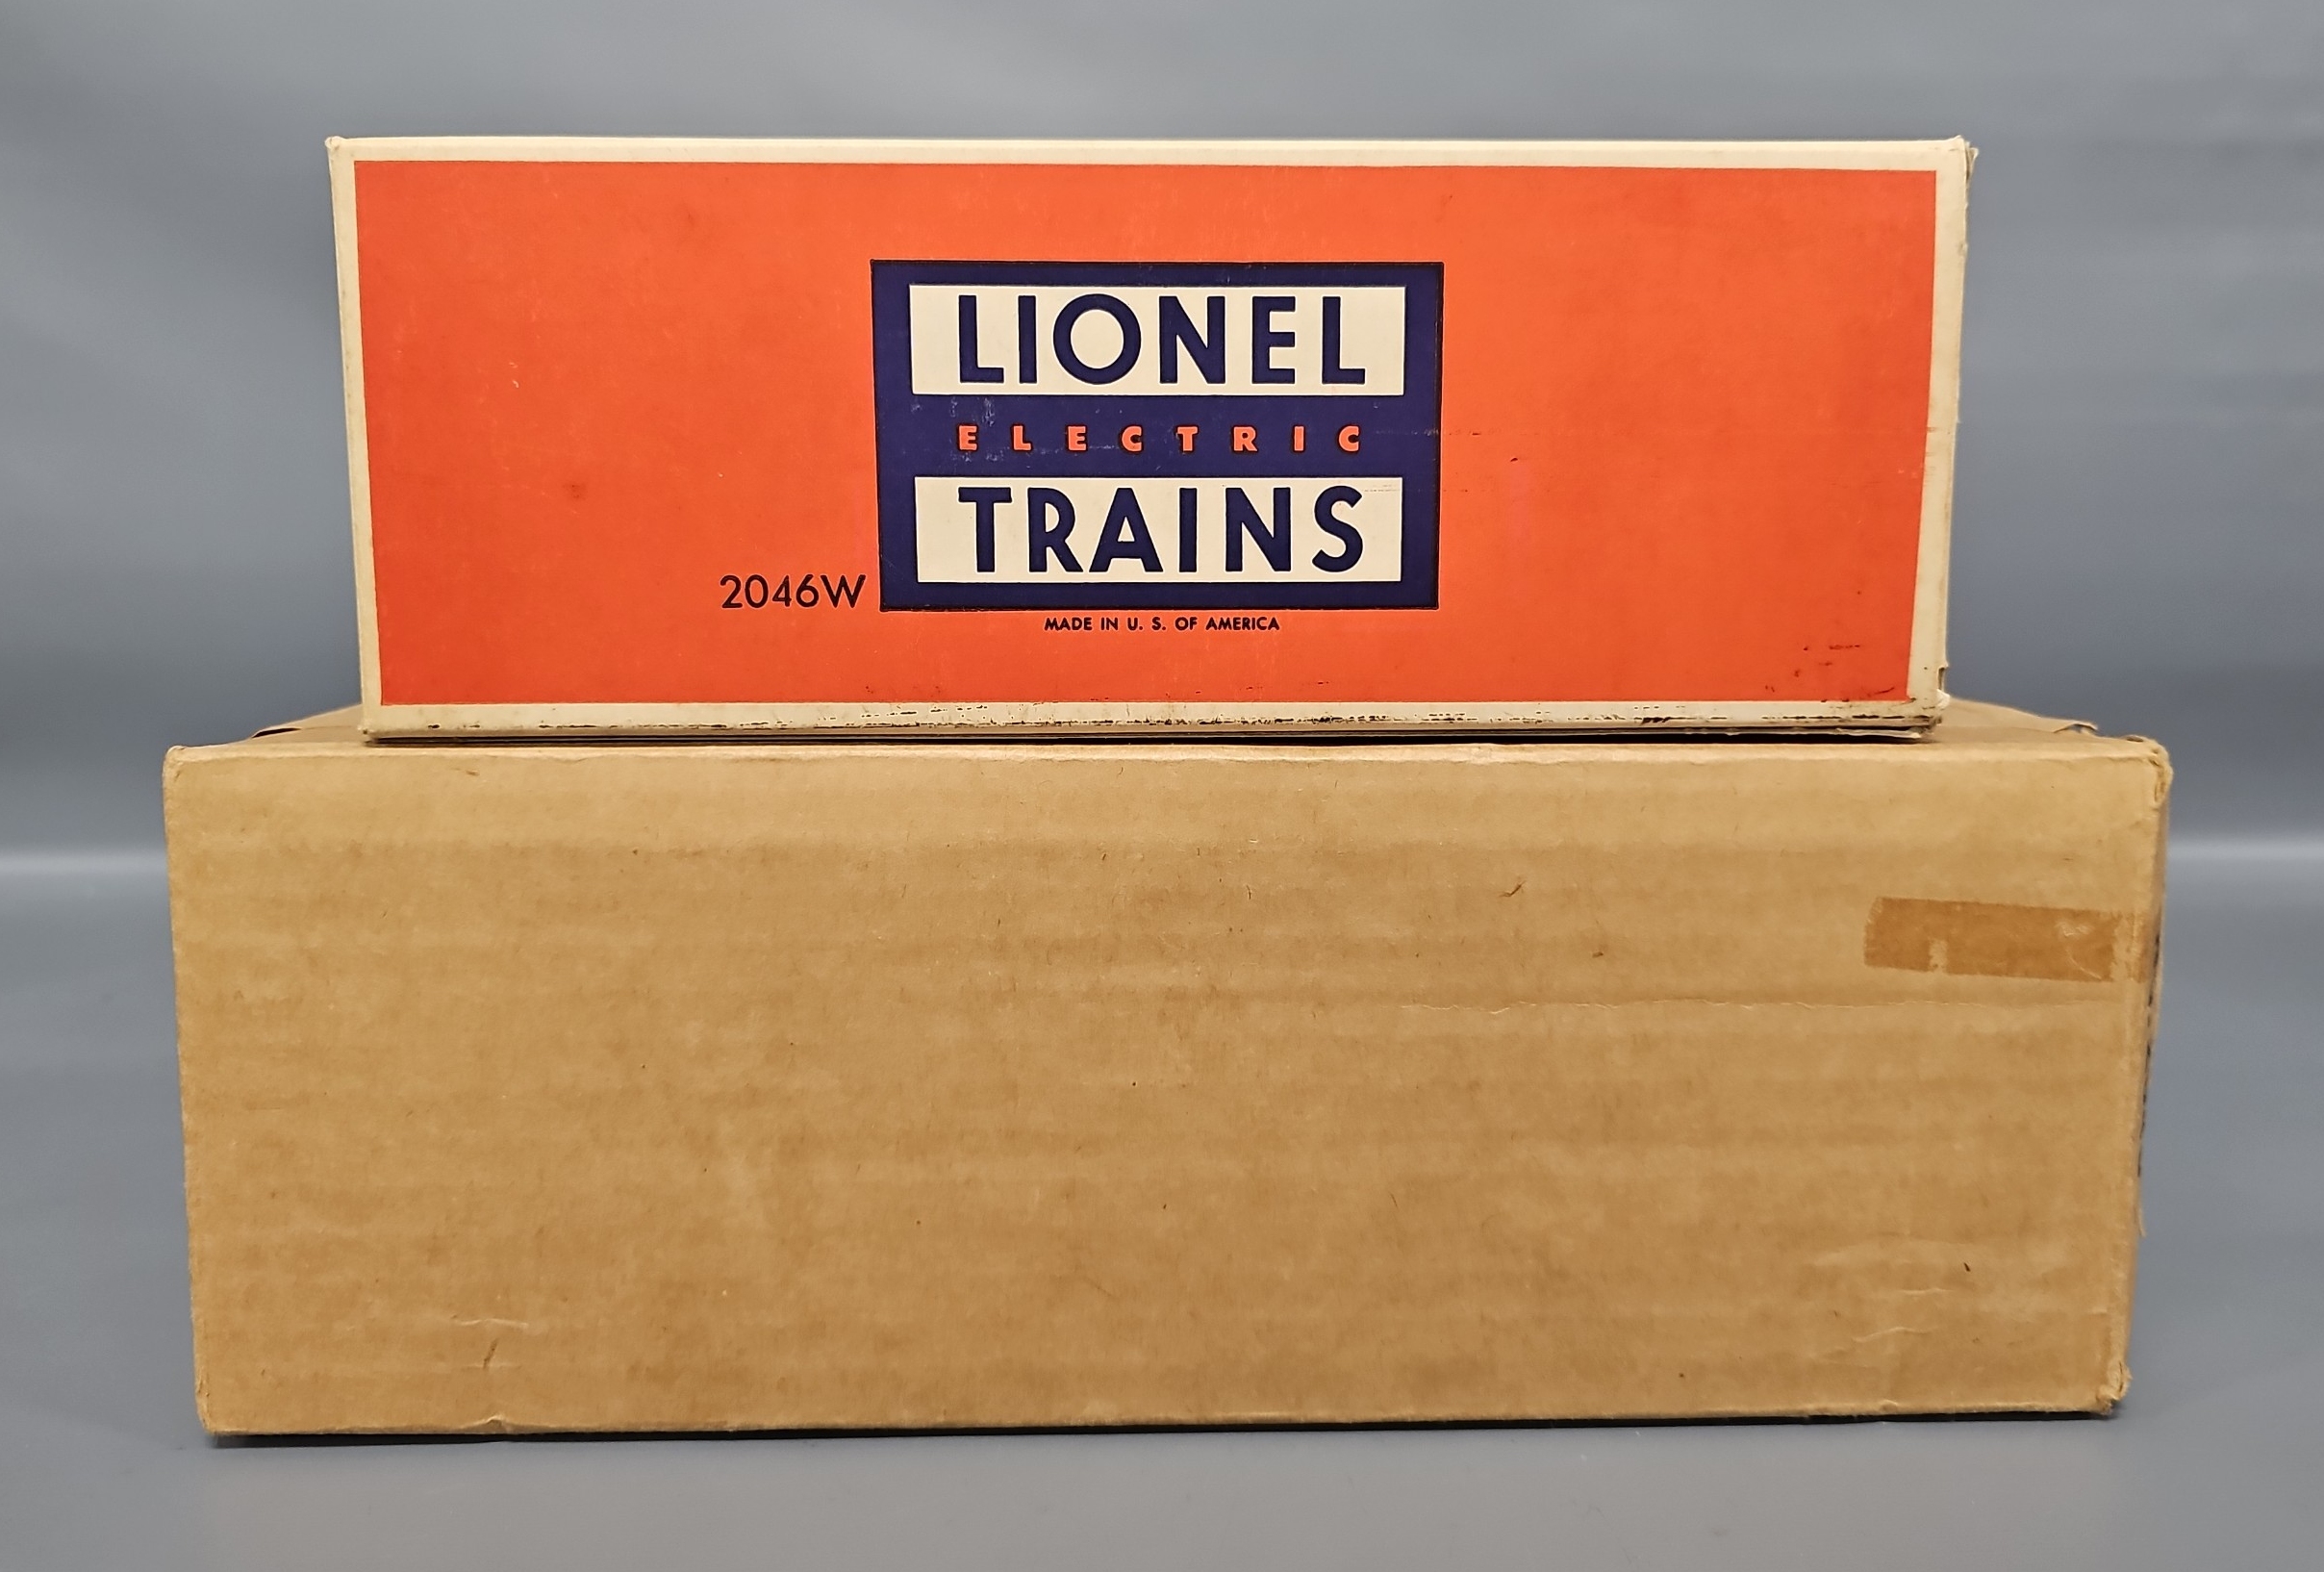 LIONEL
ELECTRIC
TRAINS
2046W
MADE IN U. S. OF AMERICA